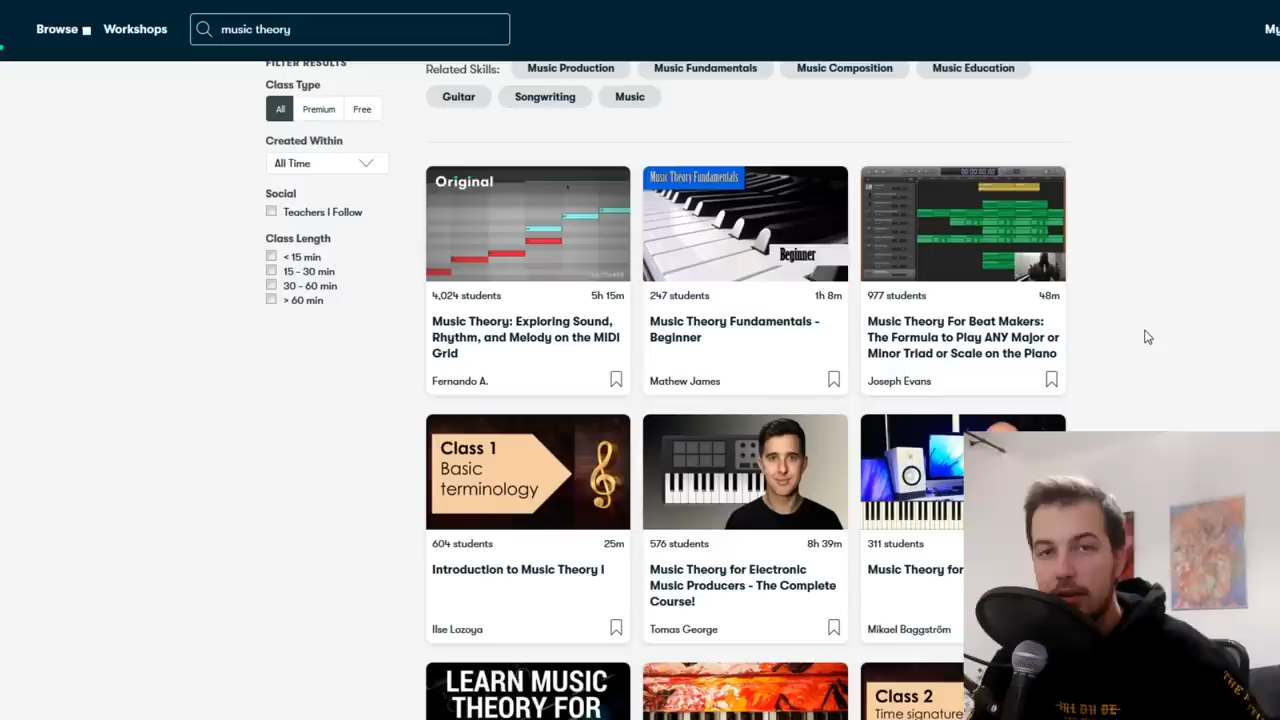 Browse
Workshops
music theory
My
FILTER RESULTS
Class Type
All
Premium
Free
Created Within
All Time
Social
Teachers I Follow
Class Length
< 15 min
15 - 30 min
30 - 60 min
> 60 min
Related Skills:
Music Production
Music Fundamentals
Music Composition
Music Education
Guitar
Songwriting
Music
Original
4,024 students
5h 15m
Music Theory: Exploring Sound,
Rhythm, and Melody on the MIDI
Grid
Fernando A.
Music Theory Fundamentals
Beginner
247 students
1h 8m
Music Theory Fundamentals -
Beginner
Mathew James
977 students
48m
Music Theory For Beat Makers:
The Formula to Play ANY Major or
Minor Triad or Scale on the Piano
Joseph Evans
Class 1
Basic
terminology
604 students
25m
Introduction to Music Theory I
Ilse Lozoya
576 students
8h 39m
Music Theory for Electronic
Music Producers - The Complete
Course!
Tomas George
311 students
Music Theory for
Mikael Baggström
LEARN MUSIC
THEORY FOR
Class 2
Time signature